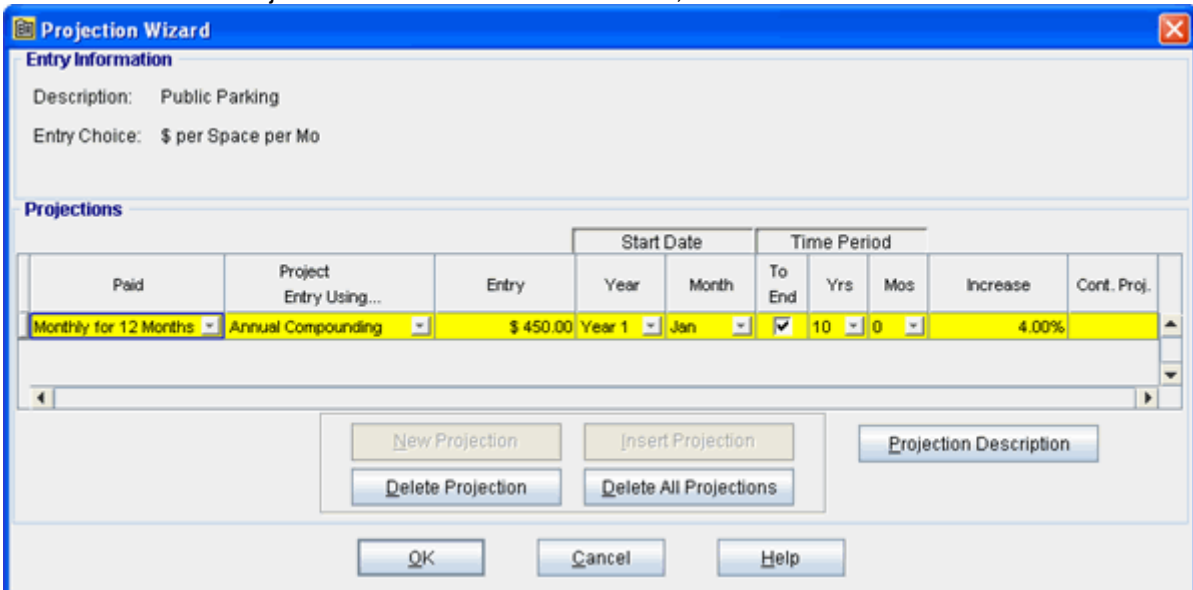 Projection Wizard
Entry Information
Description: Public Parking
Entry Choice: $ per Space per Mo
Projections
Start Date Time Period
Paid Project Entry Using... Entry Year Month To End Yrs Mos Increase Cont. Proj.
Monthly for 12 Months Annual Compounding $ 450.00 Year 1 Jan 10 0 4.00%
New Projection Insert Projection Projection Description
Delete Projection Delete All Projections
OK Cancel Help